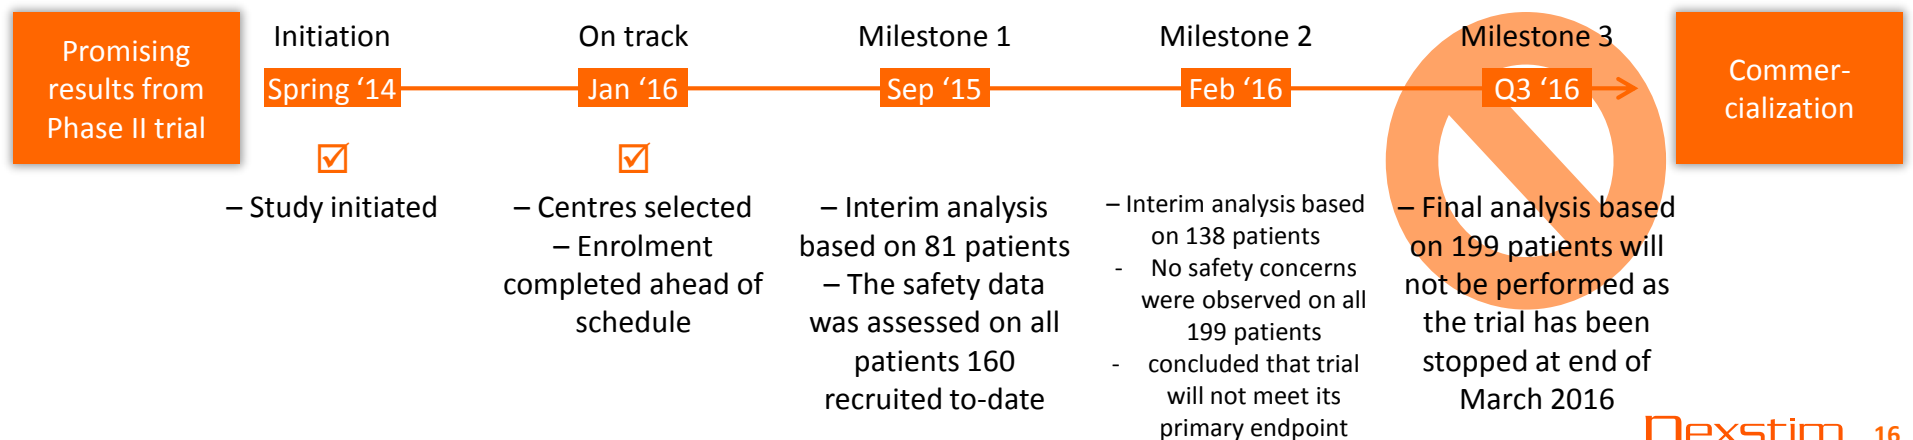 Promising
results from
Phase II trial
Initiation
Spring ‘14
– Study initiated
On track
Jan ‘16
– Centres selected
– Enrolment
completed ahead of
schedule
Milestone 1
Sep ‘15
– Interim analysis
based on 81 patients
– The safety data
was assessed on all
patients 160
recruited to-date
Milestone 2
Feb ‘16
– Interim analysis based
on 138 patients
- No safety concerns
were observed on all
199 patients
- concluded that trial
will not meet its
primary endpoint
Milestone 3
Q3 ‘16
– Final analysis based
on 199 patients will
not be performed as
the trial has been
stopped at end of
March 2016
Commer-
cialization
nexstim 16